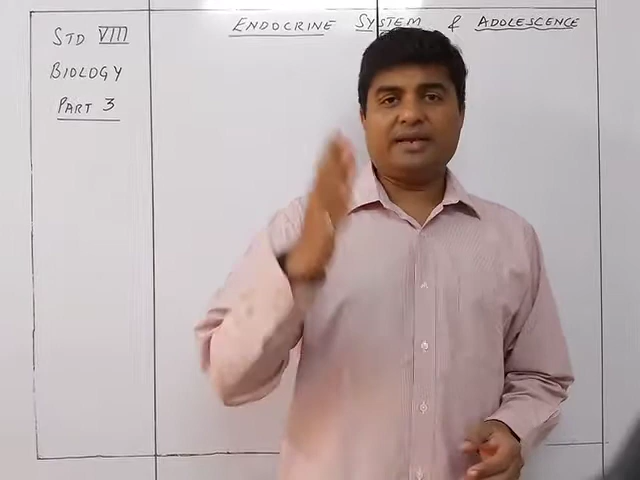 STD VIII
BIOLOGY
PART 3
ENDOCRINE SYSTEM & ADOLESCENCE